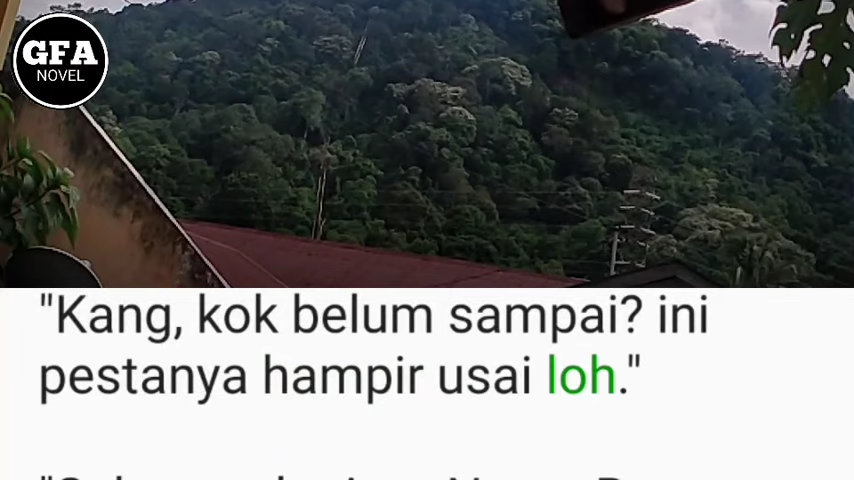 GFA
NOVEL
"Kang, kok belum sampai? ini
pestanya hampir usai loh."